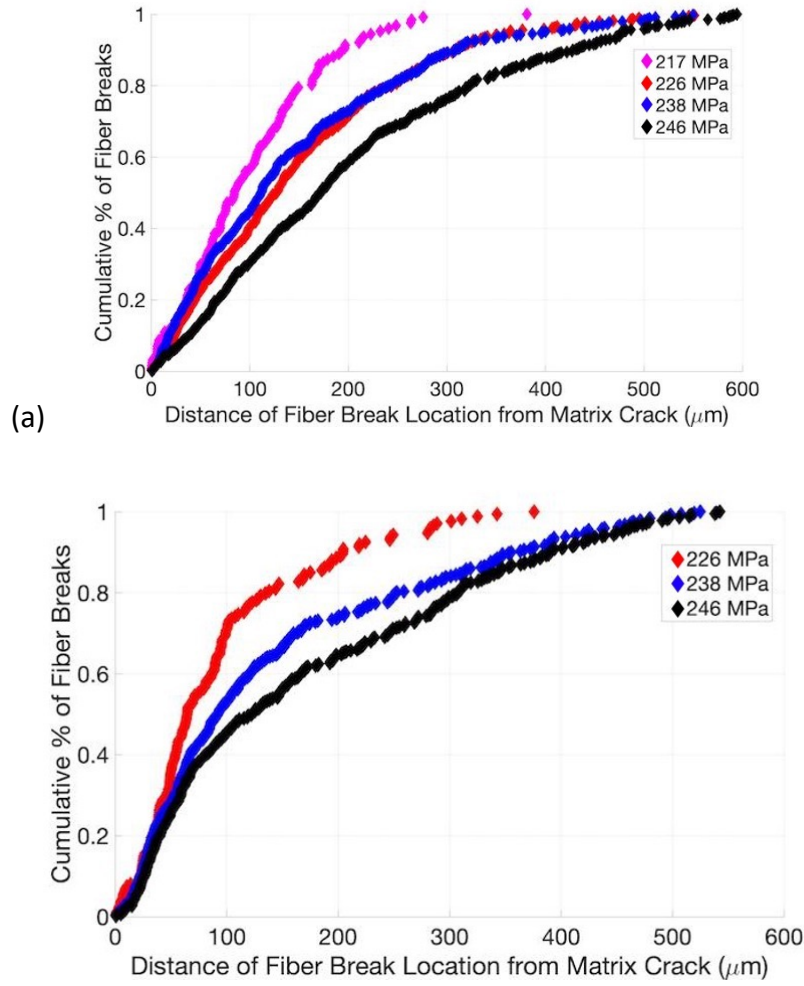 1
0.8
0.6
0.4
0.2
0
Cumulative % of Fiber Breaks
217 MPa
226 MPa
238 MPa
246 MPa
0 100 200 300 400 500 600
Distance of Fiber Break Location from Matrix Crack (μm)
(a)
1
0.8
0.6
0.4
0.2
0
Cumulative % of Fiber Breaks
226 MPa
238 MPa
246 MPa
0 100 200 300 400 500 600
Distance of Fiber Break Location from Matrix Crack (μm)